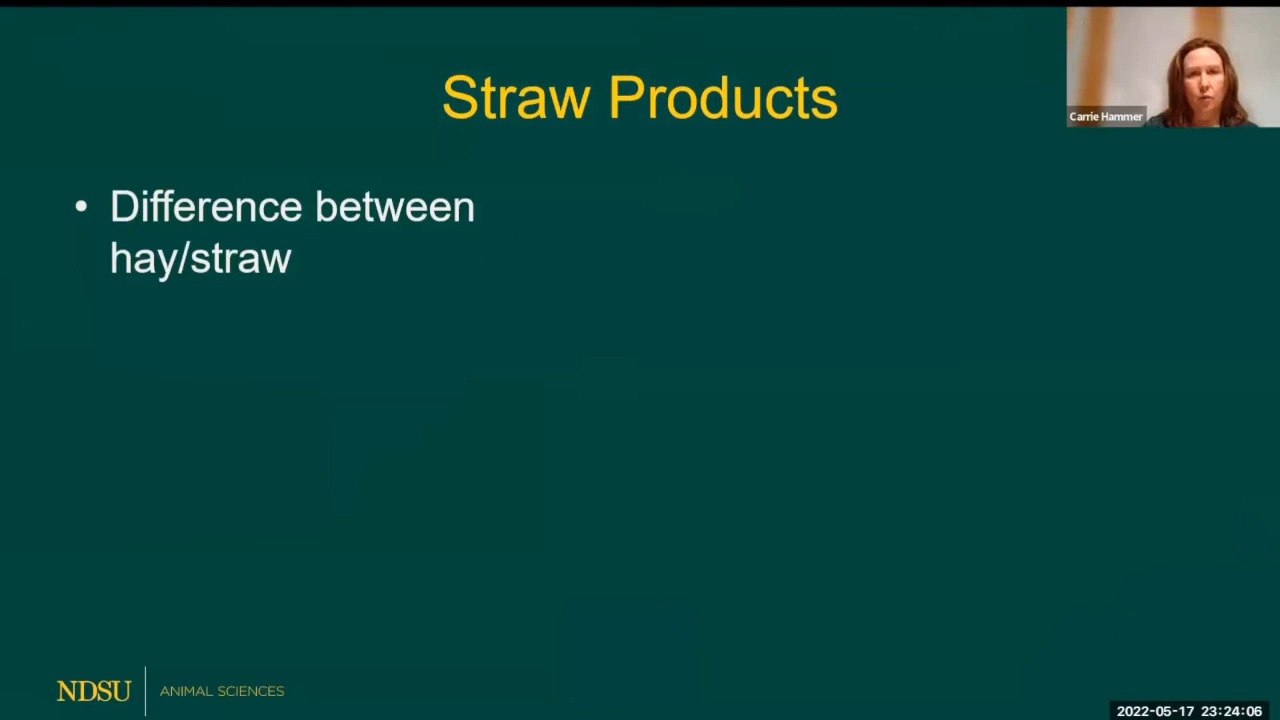 Straw Products
Carrie Hammer
• Difference between
hay/straw
NDSU
ANIMAL SCIENCES
2022-05-17 23:24:06